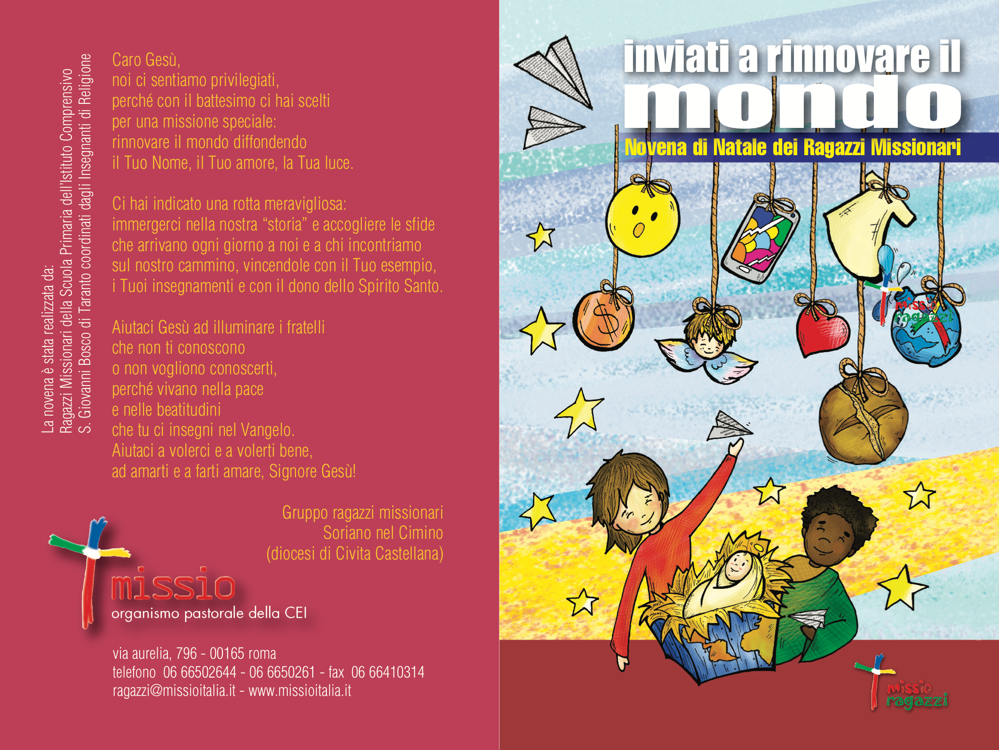 La novena è stata realizzata da:
Ragazzi Missionari della Scuola Primaria dell'Istituto Comprensivo
S. Giovanni Bosco di Taranto coordinati dagli Insegnanti di Religione
Caro Gesù,
noi ci sentiamo privilegiati,
perché con il battesimo ci hai scelti
per una missione speciale:
rinnovare il mondo diffondendo
il Tuo Nome, il Tuo amore, la Tua luce.
Ci hai indicato una rotta meravigliosa:
immergerci nella nostra “storia” e accogliere le sfide
che arrivano ogni giorno a noi e a chi incontriamo
sul nostro cammino, vincendole con il Tuo esempio,
i Tuoi insegnamenti e con il dono dello Spirito Santo.
Aiutaci Gesù ad illuminare i fratelli
che non ti conoscono
o non vogliono conoscerti,
perché vivano nella pace
e nelle beatitudini
che tu ci insegni nel Vangelo.
Aiutaci a volerci e a volerti bene,
ad amarti e a farti amare, Signore Gesù!
Gruppo ragazzi missionari
Soriano nel Cimino
(diocesi di Civita Castellana)
missio
organismo pastorale della CEI
via aurelia, 796 - 00165 roma
telefono 06 66502644 - 06 6650261 - fax 06 66410314
ragazzi@missioitalia.it - www.missioitalia.it
inviati a rinnovare il
mondo
Novena di Natale dei Ragazzi Missionari
$
missio
ragazzi
missio
ragazzi